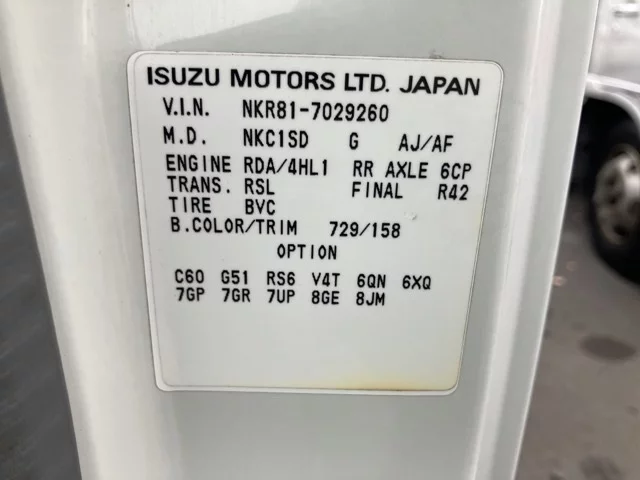 ISUZU MOTORS LTD. JAPAN
V.I.N. NKR81-7029260
M.D. NKC1SD G AJ/AF
ENGINE RDA/4HL1 RR AXLE 6CP
TRANS. RSL FINAL R42
TIRE BVC
B.COLOR/TRIM 729/158
OPTION
C60 G51 RS6 V4T 6QN 6XQ
7GP 7GR 7UP 8GE 8JM